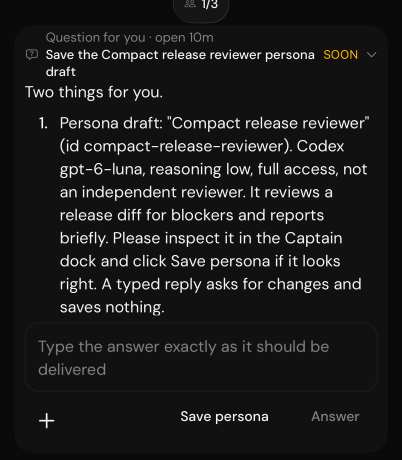 1/3
Question for you · open 10m
Save the Compact release reviewer persona draft
SOON
Two things for you.
1. Persona draft: "Compact release reviewer"
(id compact-release-reviewer). Codex
gpt-6-luna, reasoning low, full access, not
an independent reviewer. It reviews a
release diff for blockers and reports
briefly. Please inspect it in the Captain
dock and click Save persona if it looks
right. A typed reply asks for changes and
saves nothing.
Type the answer exactly as it should be
delivered
Save persona
Answer